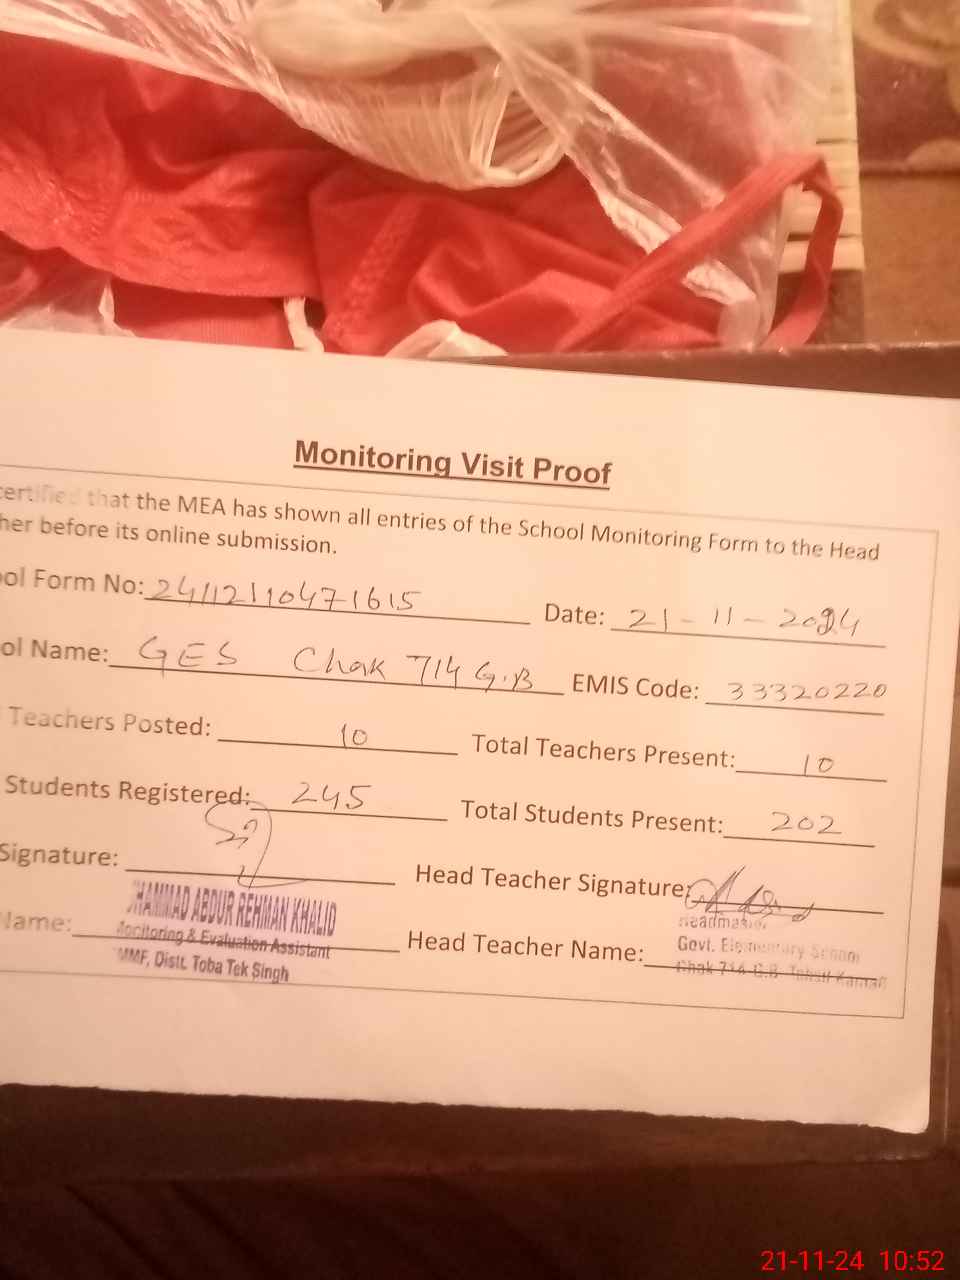 Monitoring Visit Proof
certified that the MEA has shown all entries of the School Monitoring Form to the Head
her before its online submission.
ol Form No: 24112110471615 Date: 21-11-2024
ol Name: GES Chak 714 G.B EMIS Code: 33320220
Teachers Posted: 10 Total Teachers Present: 10
Students Registered: 245 Total Students Present: 202
Signature: Head Teacher Signature:
HAMMAD ABDUR REHMAN KHALID
Monitoring & Evaluation Assistant
MMF, Distt. Toba Tek Singh
Name: Head Teacher Name:
Headmaster
Govt. Elementary School
Chak 714 G.B. Tehsil Kamali
21-11-24 10:52